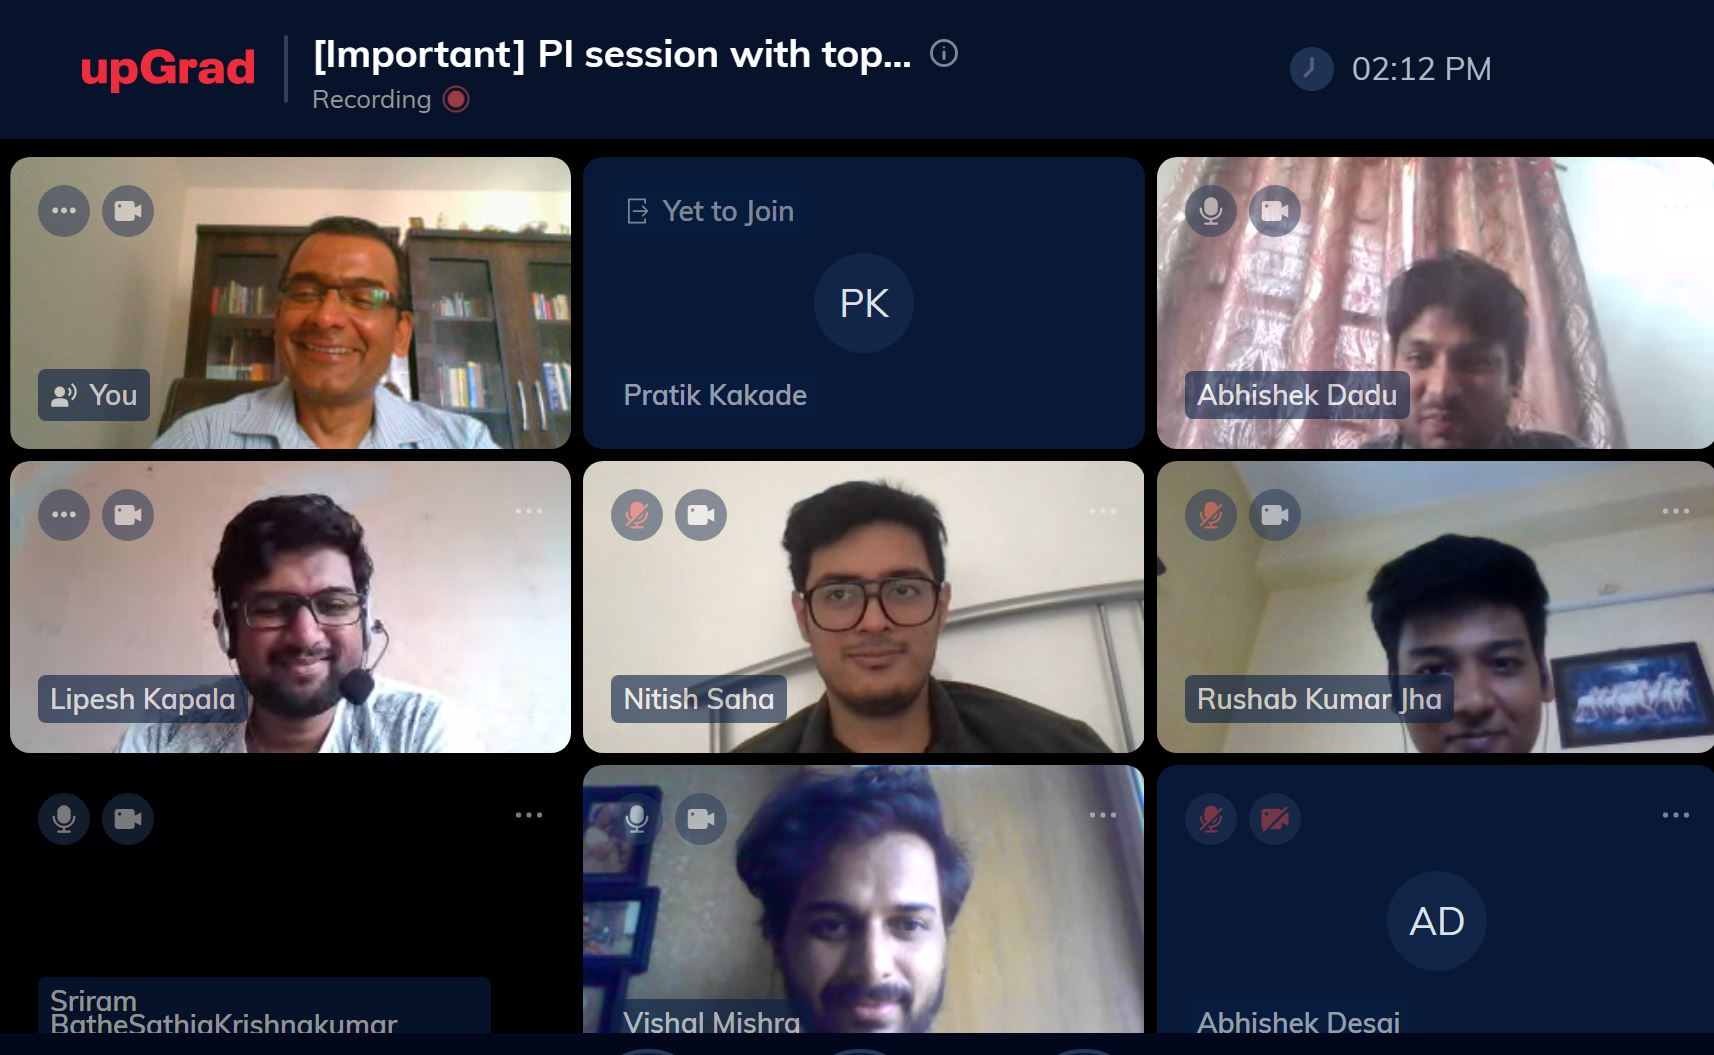 upGrad
[Important] PI session with top...
Recording
02:12 PM
You
Yet to Join
PK
Pratik Kakade
Abhishek Dadu
Lipesh Kapala
Nitish Saha
Rushab Kumar Jha
Sriram
BatheSathiaKrishnakumar
Vishal Mishra
AD
Abhishek Desai